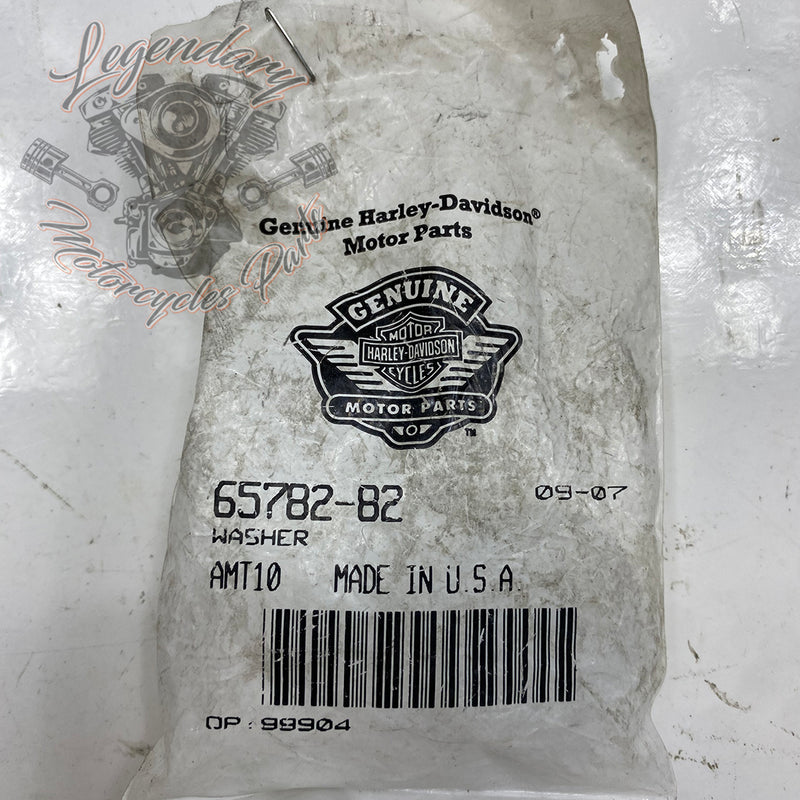 Legendary
Motorcycles Parts
Genuine Harley-Davidson®
Motor Parts
GENUINE
MOTOR
HARLEY-DAVIDSON
CYCLES
MOTOR PARTS
™
65782-82
09-07
WASHER
AMT10 MADE IN U.S.A.
OP:99904